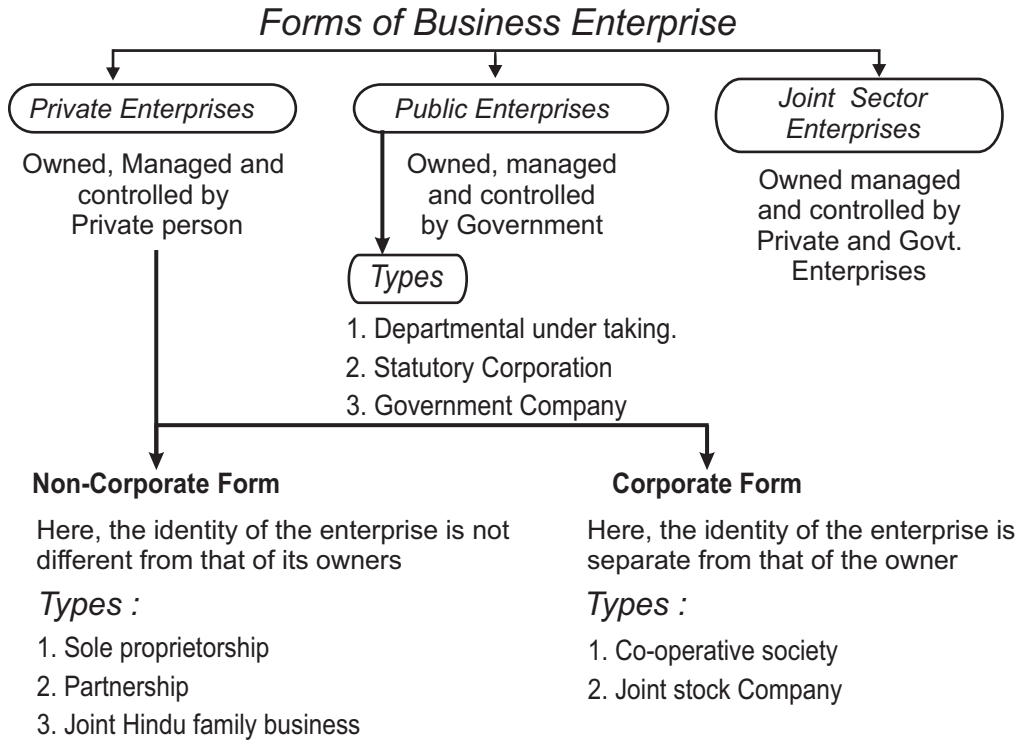 Forms of Business Enterprise
Private Enterprises
Owned, Managed and
controlled by
Private person
Public Enterprises
Owned, managed
and controlled
by Government
Types
1. Departmental under taking.
2. Statutory Corporation
3. Government Company
Joint Sector
Enterprises
Owned managed
and controlled by
Private and Govt.
Enterprises
Non-Corporate Form
Here, the identity of the enterprise is not
different from that of its owners
Types :
1. Sole proprietorship
2. Partnership
3. Joint Hindu family business
Corporate Form
Here, the identity of the enterprise is
separate from that of the owner
Types :
1. Co-operative society
2. Joint stock Company